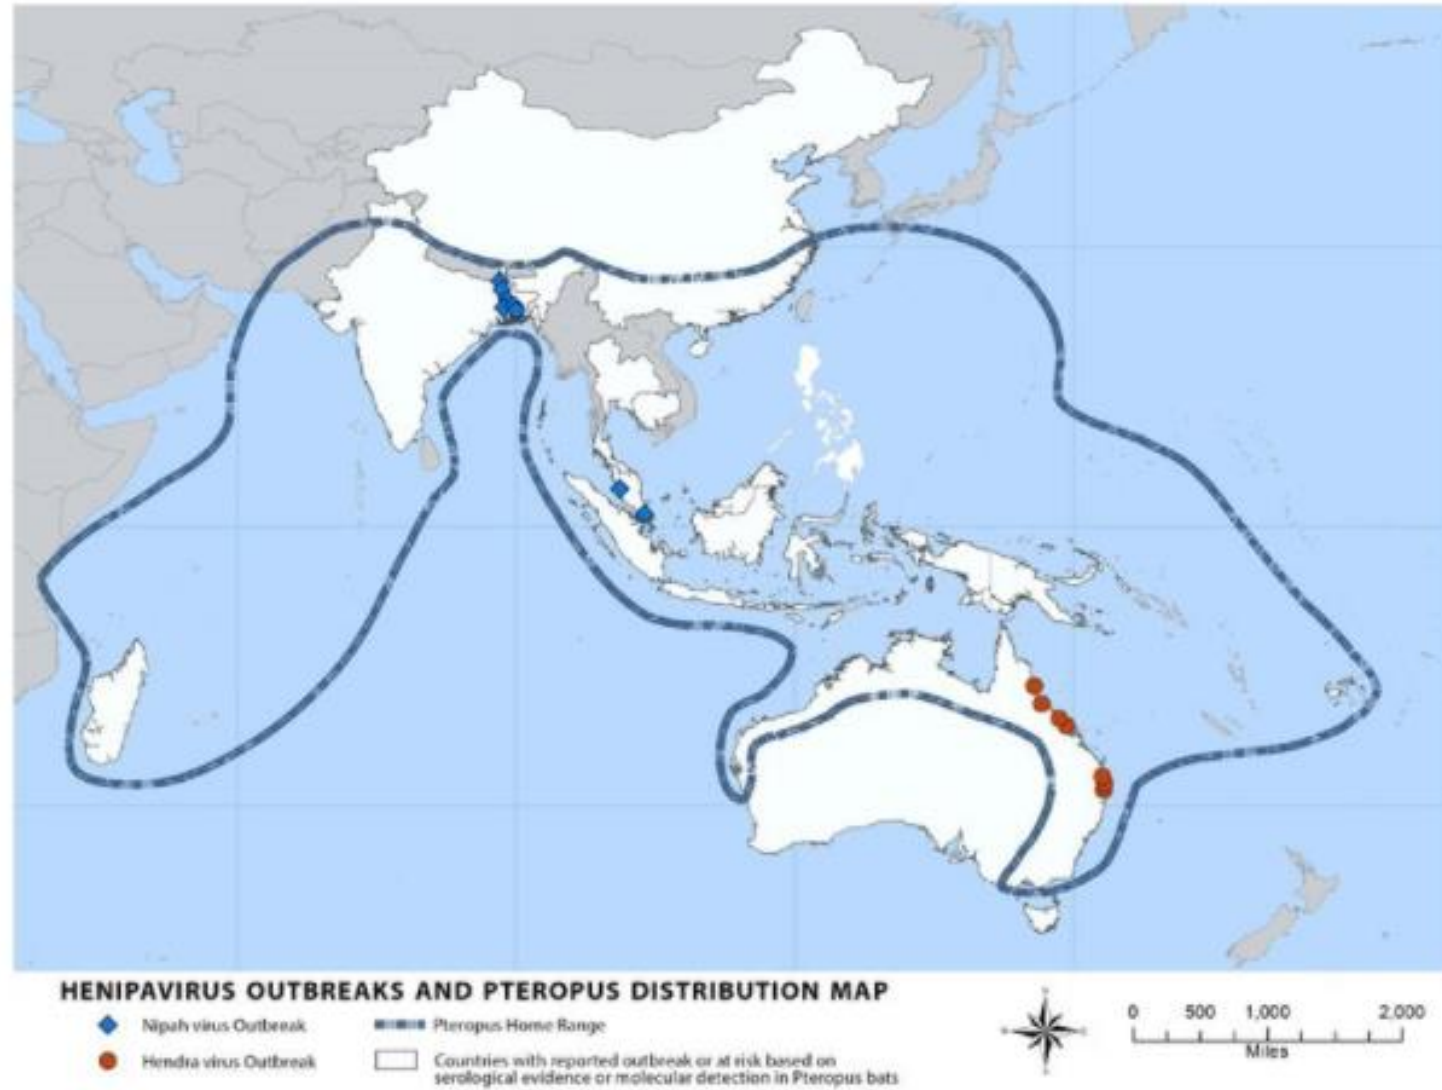 HENIPAVIRUS OUTBREAKS AND PTEROPUS DISTRIBUTION MAP
Nipah virus Outbreak
Pteropus Home Range
Hendra virus Outbreak
Countries with reported outbreak or at risk based on
serological evidence or molecular detection in Pteropus bats
0 500 1,000 2,000
Miles